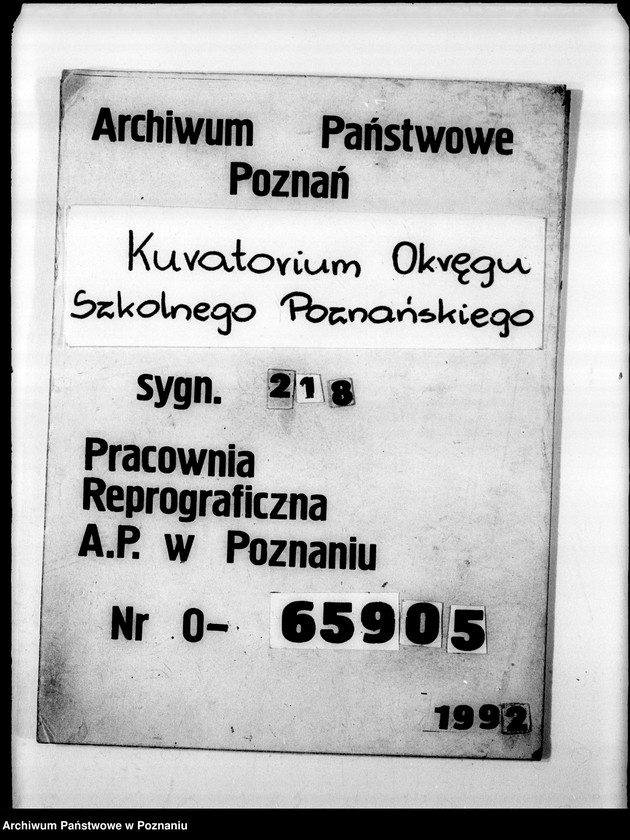 Archiwum Państwowe
Poznań
Kuratorium Okręgu
Szkolnego Poznańskiego
sygn. 218
Pracownia
Reprograficzna
A.P. w Poznaniu
Nr 0- 65905
1992
Archiwum Państwowe w Poznaniu